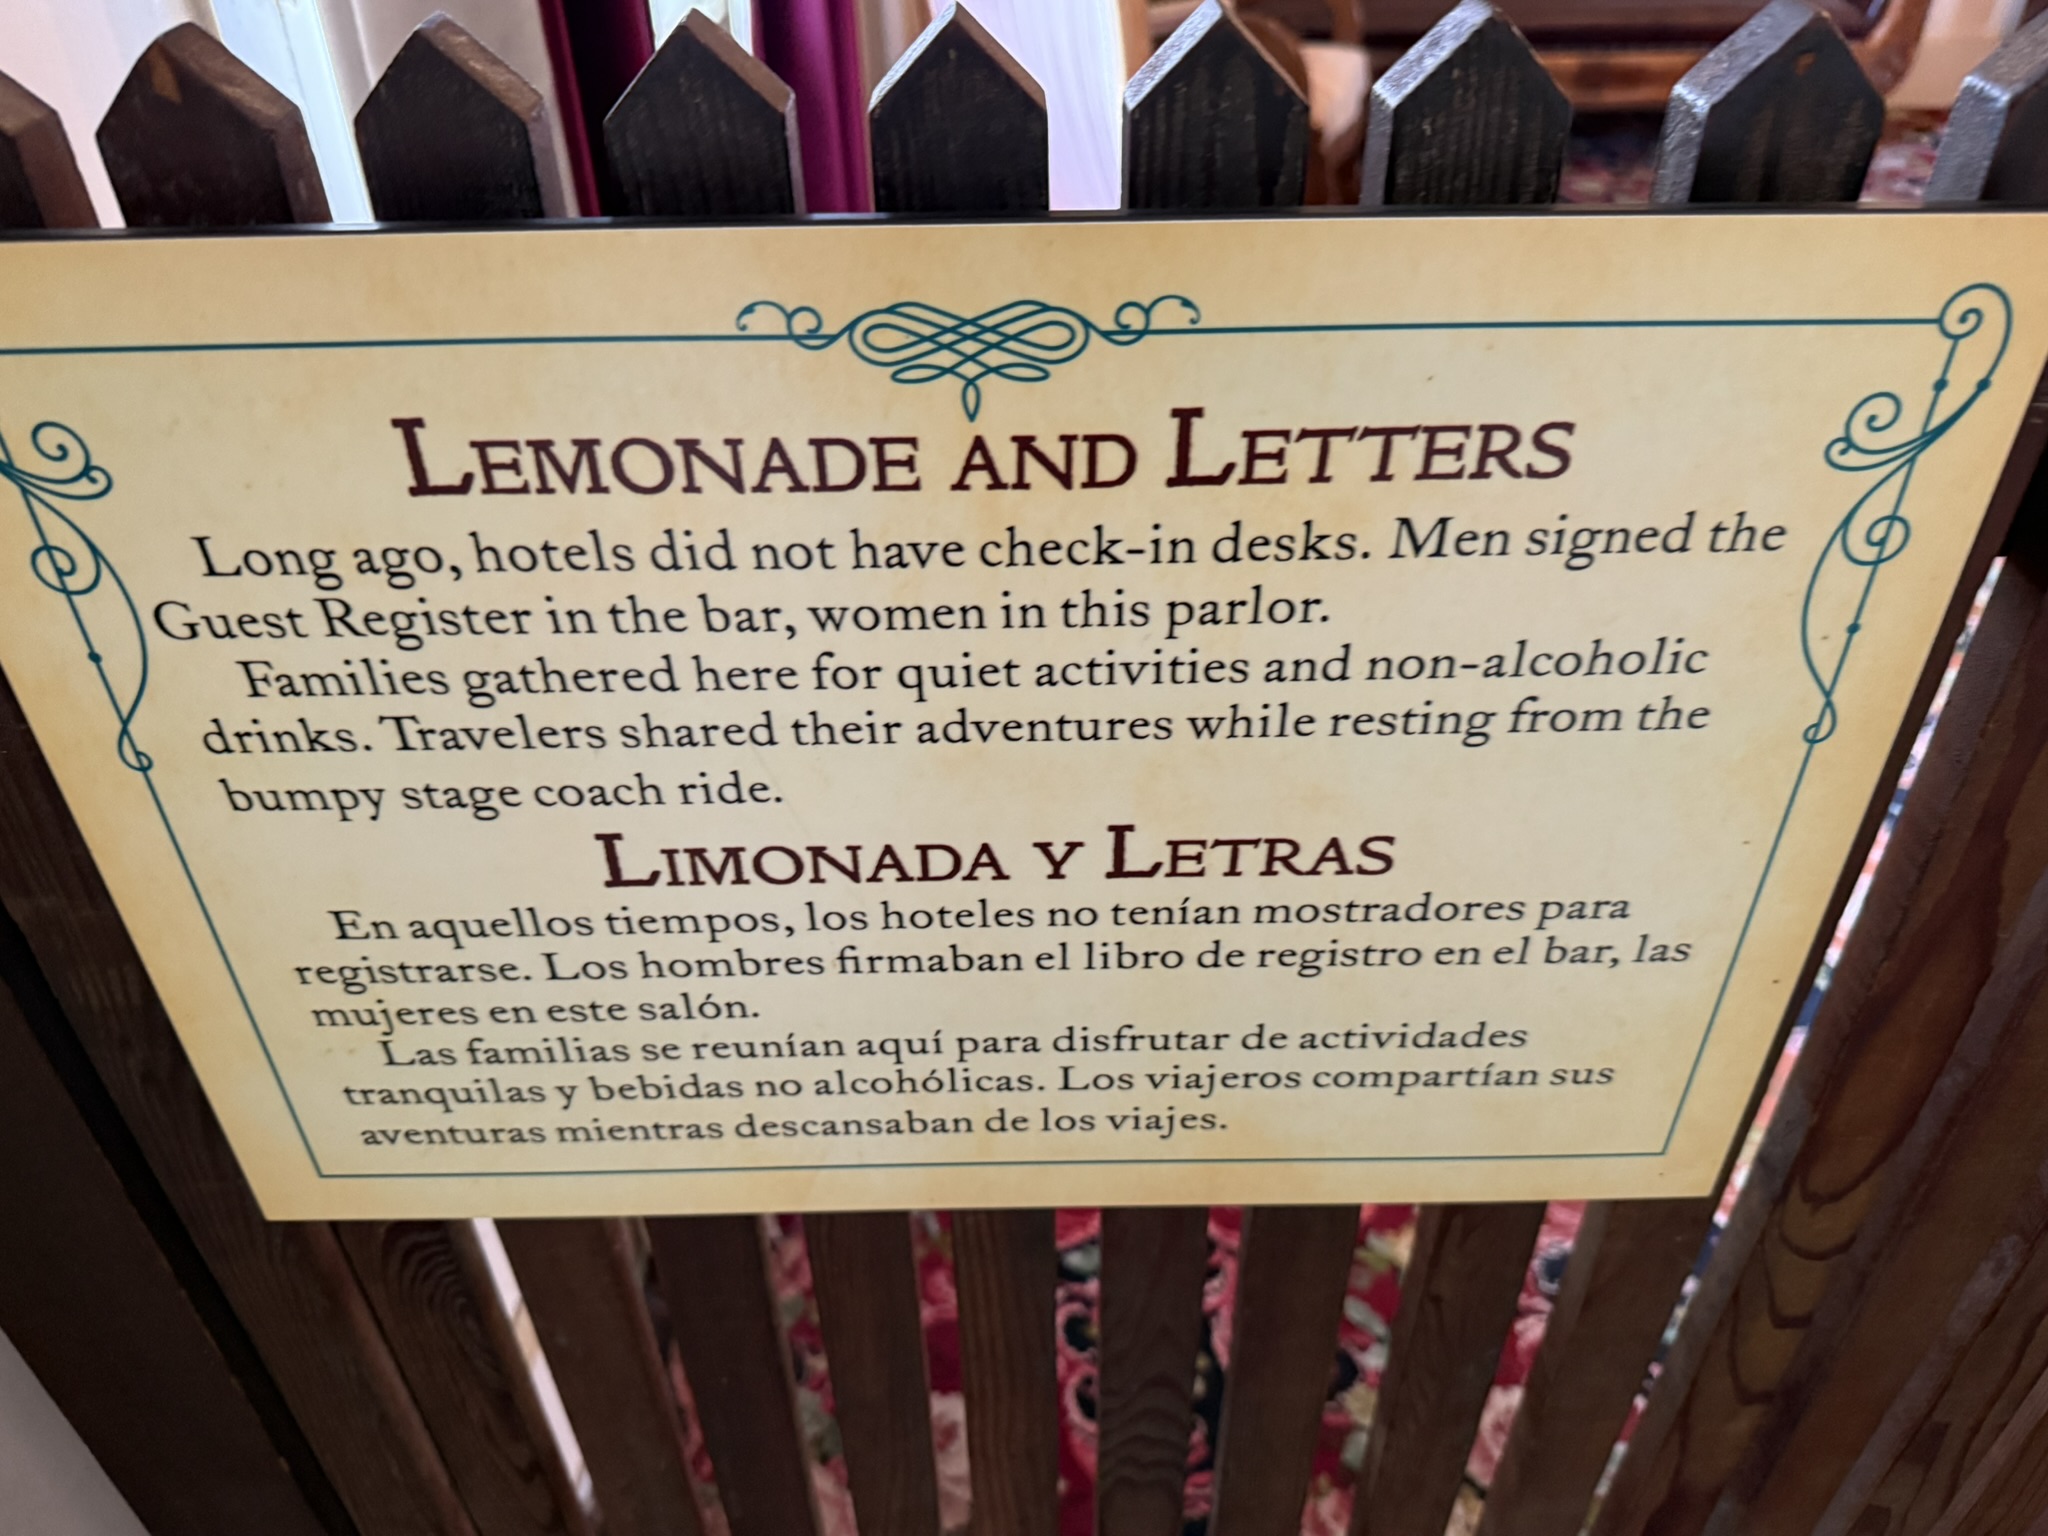 LEMONADE AND LETTERS
Long ago, hotels did not have check-in desks. Men signed the
Guest Register in the bar, women in this parlor.
Families gathered here for quiet activities and non-alcoholic
drinks. Travelers shared their adventures while resting from the
bumpy stage coach ride.
LIMONADA Y LETRAS
En aquellos tiempos, los hoteles no tenían mostradores para
registrarse. Los hombres firmaban el libro de registro en el bar, las
mujeres en este salón.
Las familias se reunían aquí para disfrutar de actividades
tranquilas y bebidas no alcohólicas. Los viajeros compartían sus
aventuras mientras descansaban de los viajes.